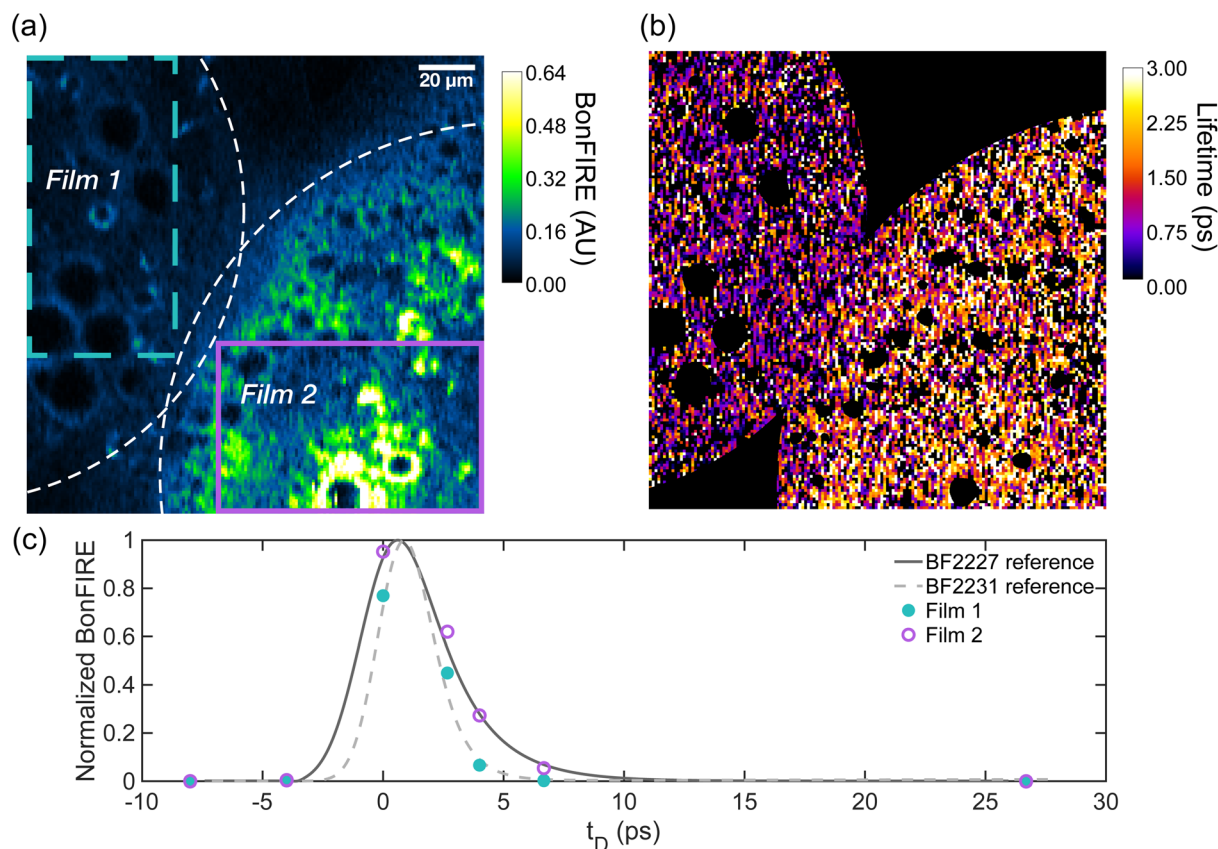 (a)
(b)
20 µm
Film 1
Film 2
0.64
0.48
0.32
0.16
0.00
BonFIRE (AU)
3.00
2.25
1.50
0.75
0.00
Lifetime (ps)
(c)
Normalized BonFIRE
1
0.8
0.6
0.4
0.2
0
BF2227 reference
BF2231 reference
Film 1
Film 2
-10 -5 0 5 10 15 20 25 30
t_D (ps)